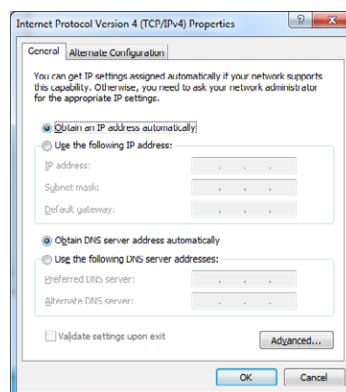 Internet Protocol Version 4 (TCP/IPv4) Properties
General Alternate Configuration
You can get IP settings assigned automatically if your network supports
this capability. Otherwise, you need to ask your network administrator
for the appropriate IP settings.
Obtain an IP address automatically
Use the following IP address:
IP address:
Subnet mask:
Default gateway:
Obtain DNS server address automatically
Use the following DNS server addresses:
Preferred DNS server:
Alternate DNS server:
Validate settings upon exit
Advanced...
OK Cancel